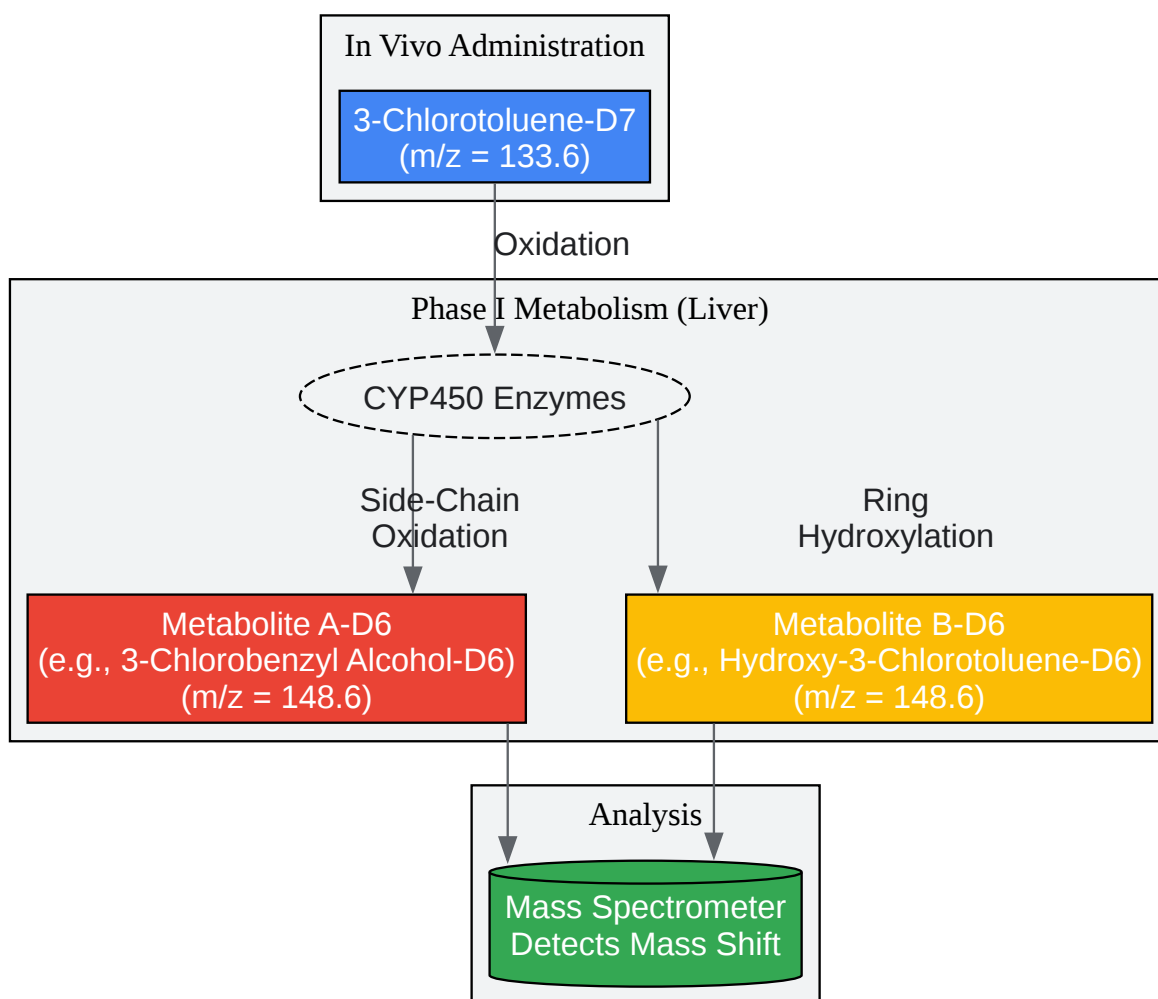 In Vivo Administration
3-Chlorotoluene-D7
(m/z = 133.6)
Oxidation
Phase I Metabolism (Liver)
CYP450 Enzymes
Side-Chain
Oxidation
Ring
Hydroxylation
Metabolite A-D6
(e.g., 3-Chlorobenzyl Alcohol-D6)
(m/z = 148.6)
Metabolite B-D6
(e.g., Hydroxy-3-Chlorotoluene-D6)
(m/z = 148.6)
Analysis
Mass Spectrometer
Detects Mass Shift